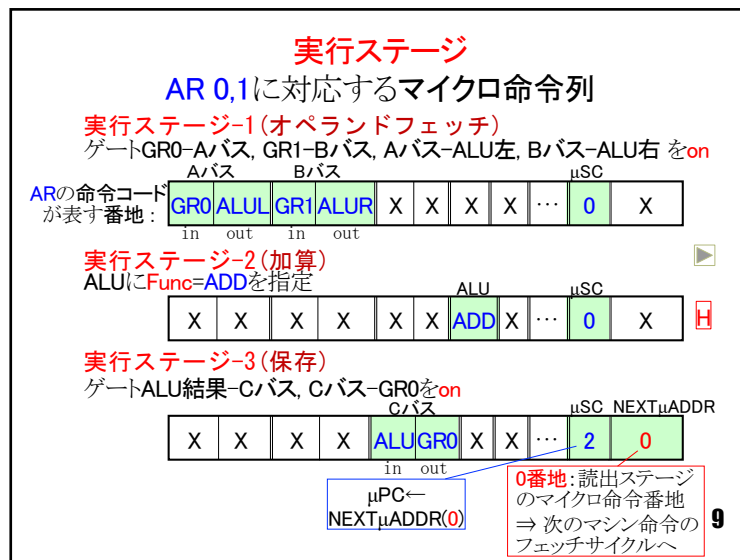 実行ステージ
AR 0,1に対応するマイクロ命令列
実行ステージ-1(オペランドフェッチ)
ゲートGR0-Aバス, GR1-Bバス, Aバス-ALU左, Bバス-ALU右 をon
Aバス Bバス μSC
ARの命令コードが表す番地 :
GR0 ALUL GR1 ALUR X X X X … 0 X
in out in out
実行ステージ-2(加算)
ALUにFunc=ADDを指定
ALU μSC
X X X X X X ADD X … 0 X
H
実行ステージ-3(保存)
ゲートALU結果-Cバス, Cバス-GR0をon
Cバス μSC NEXTμADDR
X X X X ALU GR0 X X … 2 0
in out
μPC←
NEXTμADDR(0)
0番地:読出ステージ
のマイクロ命令番地
⇒ 次のマシン命令の
フェッチサイクルへ
9